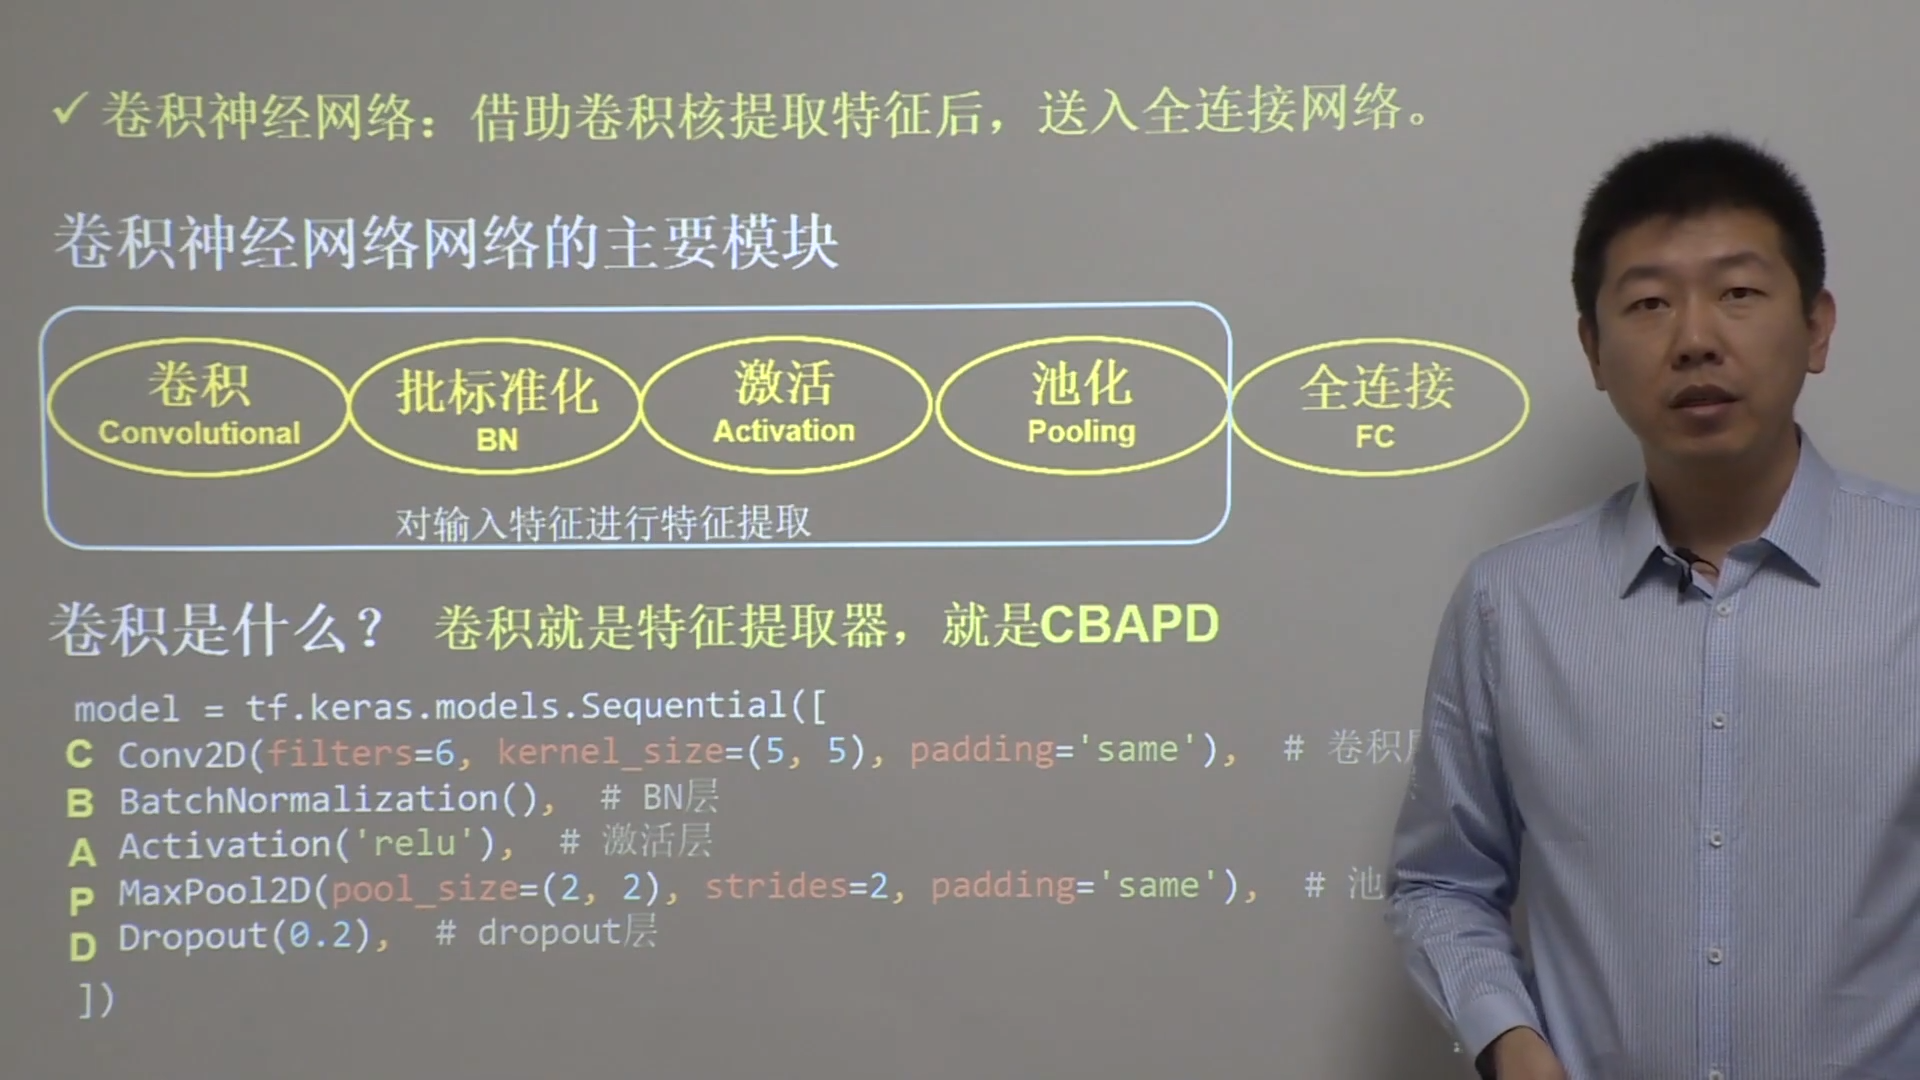 ✓ 卷积神经网络：借助卷积核提取特征后，送入全连接网络。
卷积神经网络网络的主要模块
卷积 批标准化 激活 池化 全连接
Convolutional BN Activation Pooling FC
对输入特征进行特征提取
卷积是什么？ 卷积就是特征提取器，就是CBAPD
model = tf.keras.models.Sequential([
C Conv2D(filters=6, kernel_size=(5, 5), padding='same'), # 卷积
B BatchNormalization(), # BN层
A Activation('relu'), # 激活层
P MaxPool2D(pool_size=(2, 2), strides=2, padding='same'), # 池
D Dropout(0.2), # dropout层
])